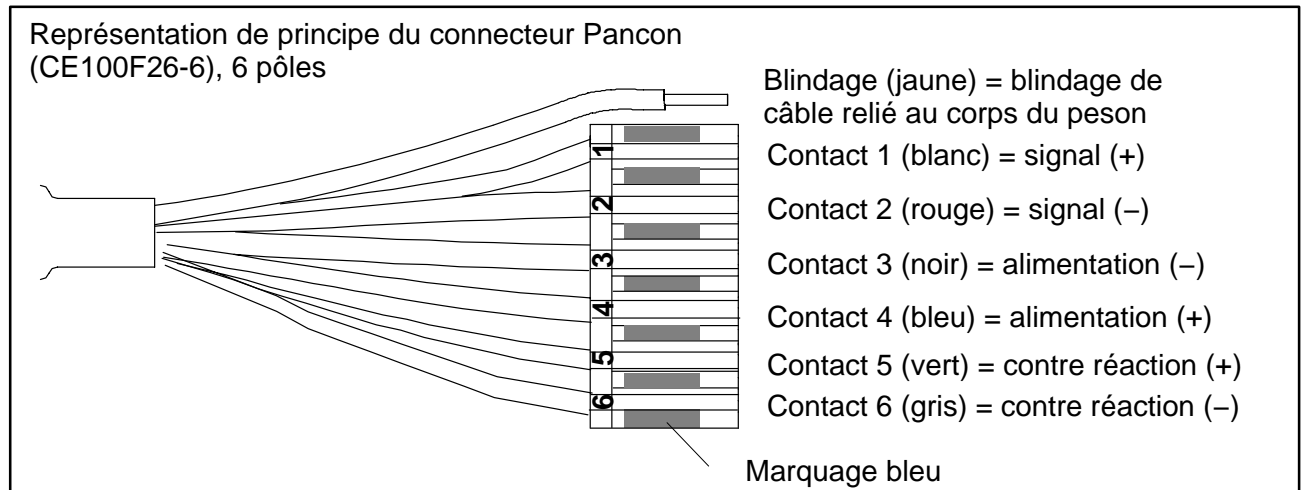 Représentation de principe du connecteur Pancon
(CE100F26-6), 6 pôles
Blindage (jaune) = blindage de
câble relié au corps du peson
Contact 1 (blanc) = signal (+)
Contact 2 (rouge) = signal (−)
Contact 3 (noir) = alimentation (−)
Contact 4 (bleu) = alimentation (+)
Contact 5 (vert) = contre réaction (+)
Contact 6 (gris) = contre réaction (−)
1
2
3
4
5
6
Marquage bleu